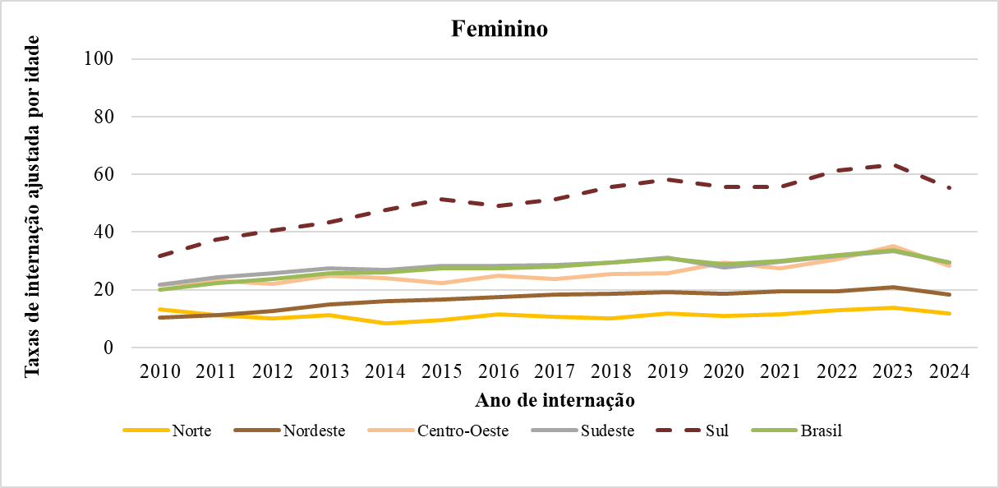 Feminino
Taxas de internação ajustada por idade
100
80
60
40
20
0
2010 2011 2012 2013 2014 2015 2016 2017 2018 2019 2020 2021 2022 2023 2024
Ano de internação
Norte Nordeste Centro-Oeste Sudeste Sul Brasil